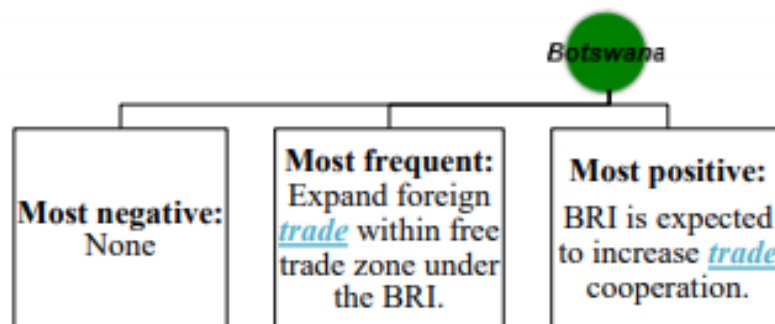 Botswana
Most negative:
None
Most frequent:
Expand foreign
trade within free
trade zone under
the BRI.
Most positive:
BRI is expected
to increase trade
cooperation.